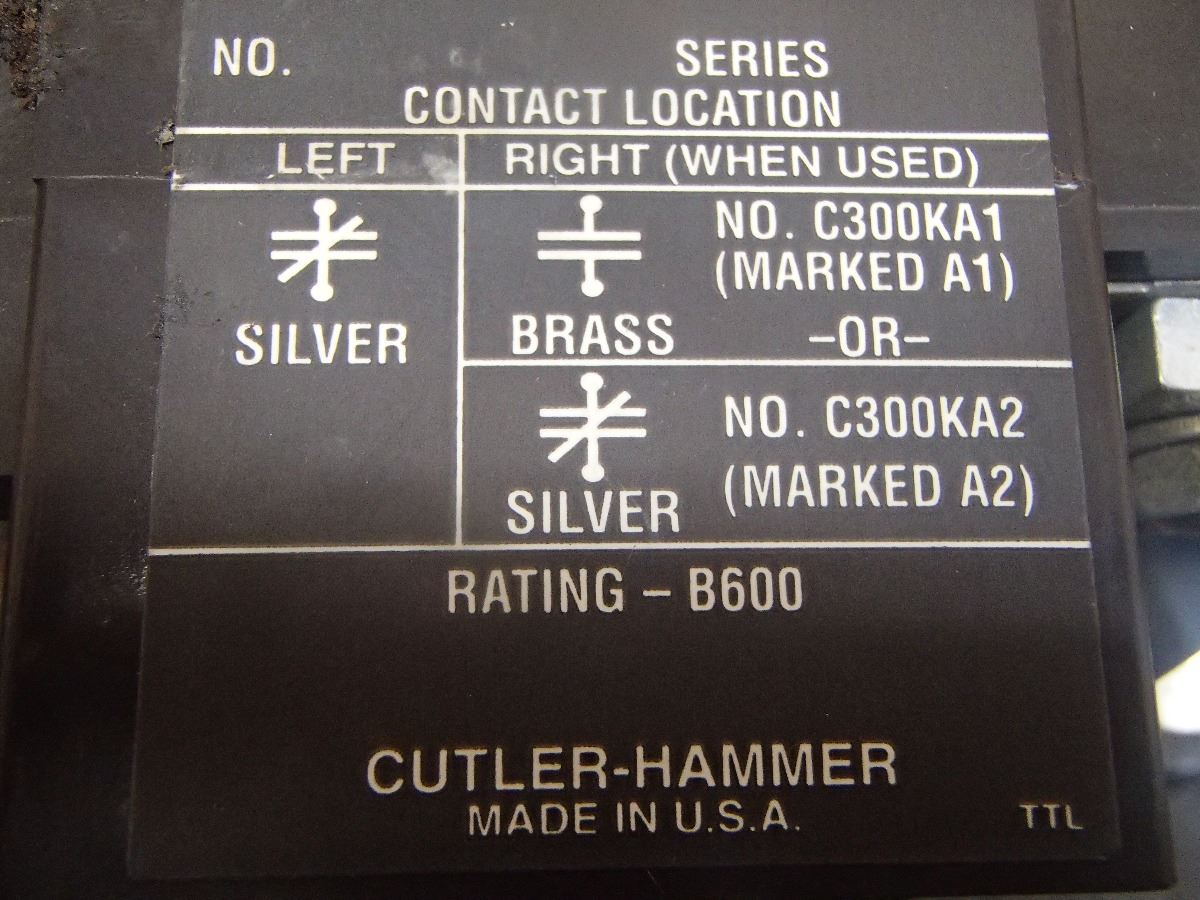 NO. SERIES
CONTACT LOCATION
LEFT RIGHT (WHEN USED)
SILVER
BRASS
NO. C300KA1
(MARKED A1)
–OR–
SILVER
NO. C300KA2
(MARKED A2)
RATING – B600
CUTLER-HAMMER
MADE IN U.S.A.
TTL